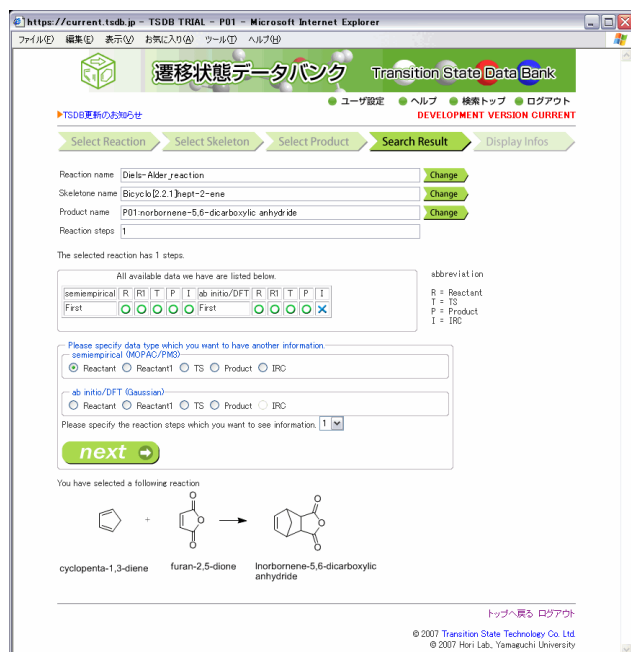 https://current.tsdb.jp - TSDB TRIAL - P01 - Microsoft Internet Explorer
ファイル(F) 編集(E) 表示(V) お気に入り(A) ツール(T) ヘルプ(H)
遷移状態データバンク Transition State Data Bank
ユーザ設定 ヘルプ 検索トップ ログアウト
TSDB更新のお知らせ DEVELOPMENT VERSION CURRENT
Select Reaction Select Skeleton Select Product Search Result Display Infos
Reaction name Diels-Alder_reaction Change
Skeletone name Bicyclo[2.2.1]hept-2-ene Change
Product name P01:norbornene-5,6-dicarboxylic anhydride Change
Reaction steps 1
The selected reaction has 1 steps.
All available data we have are listed below.
semiempirical R R1 T P I ab initio/DFT R R1 T P I
First First
abbreviation
R = Reactant
T = TS
P = Product
I = IRC
Please specify data type which you want to have another information.
semiempirical (MOPAC/PM3)
Reactant Reactant1 TS Product IRC
ab initio/DFT (Gaussian)
Reactant Reactant1 TS Product IRC
Please specify the reaction steps which you want to see information. 1
next
You have selected a following reaction
O O
+ O O
O O
cyclopenta-1,3-diene furan-2,5-dione Inorbornene-5,6-dicarboxylic
anhydride
トップへ戻る ログアウト
© 2007 Transition State Technology Co. Ltd.
© 2007 Hori Lab., Yamaguchi University